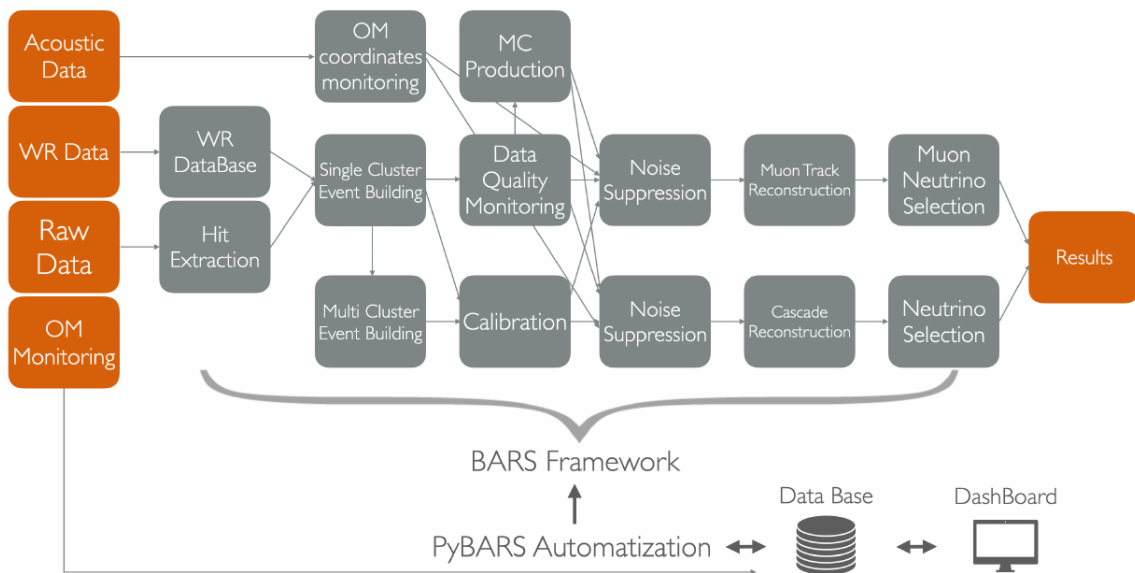 Acoustic
Data
OM
coordinates
monitoring
MC
Production
WR Data
WR
DataBase
Single Cluster
Event Building
Data
Quality
Monitoring
Noise
Suppression
Muon Track
Reconstruction
Muon
Neutrino
Selection
Raw
Data
Hit
Extraction
Results
OM
Monitoring
Multi Cluster
Event Building
Calibration
Noise
Suppression
Cascade
Reconstruction
Neutrino
Selection
BARS Framework
Data Base
DashBoard
PyBARS Automatization